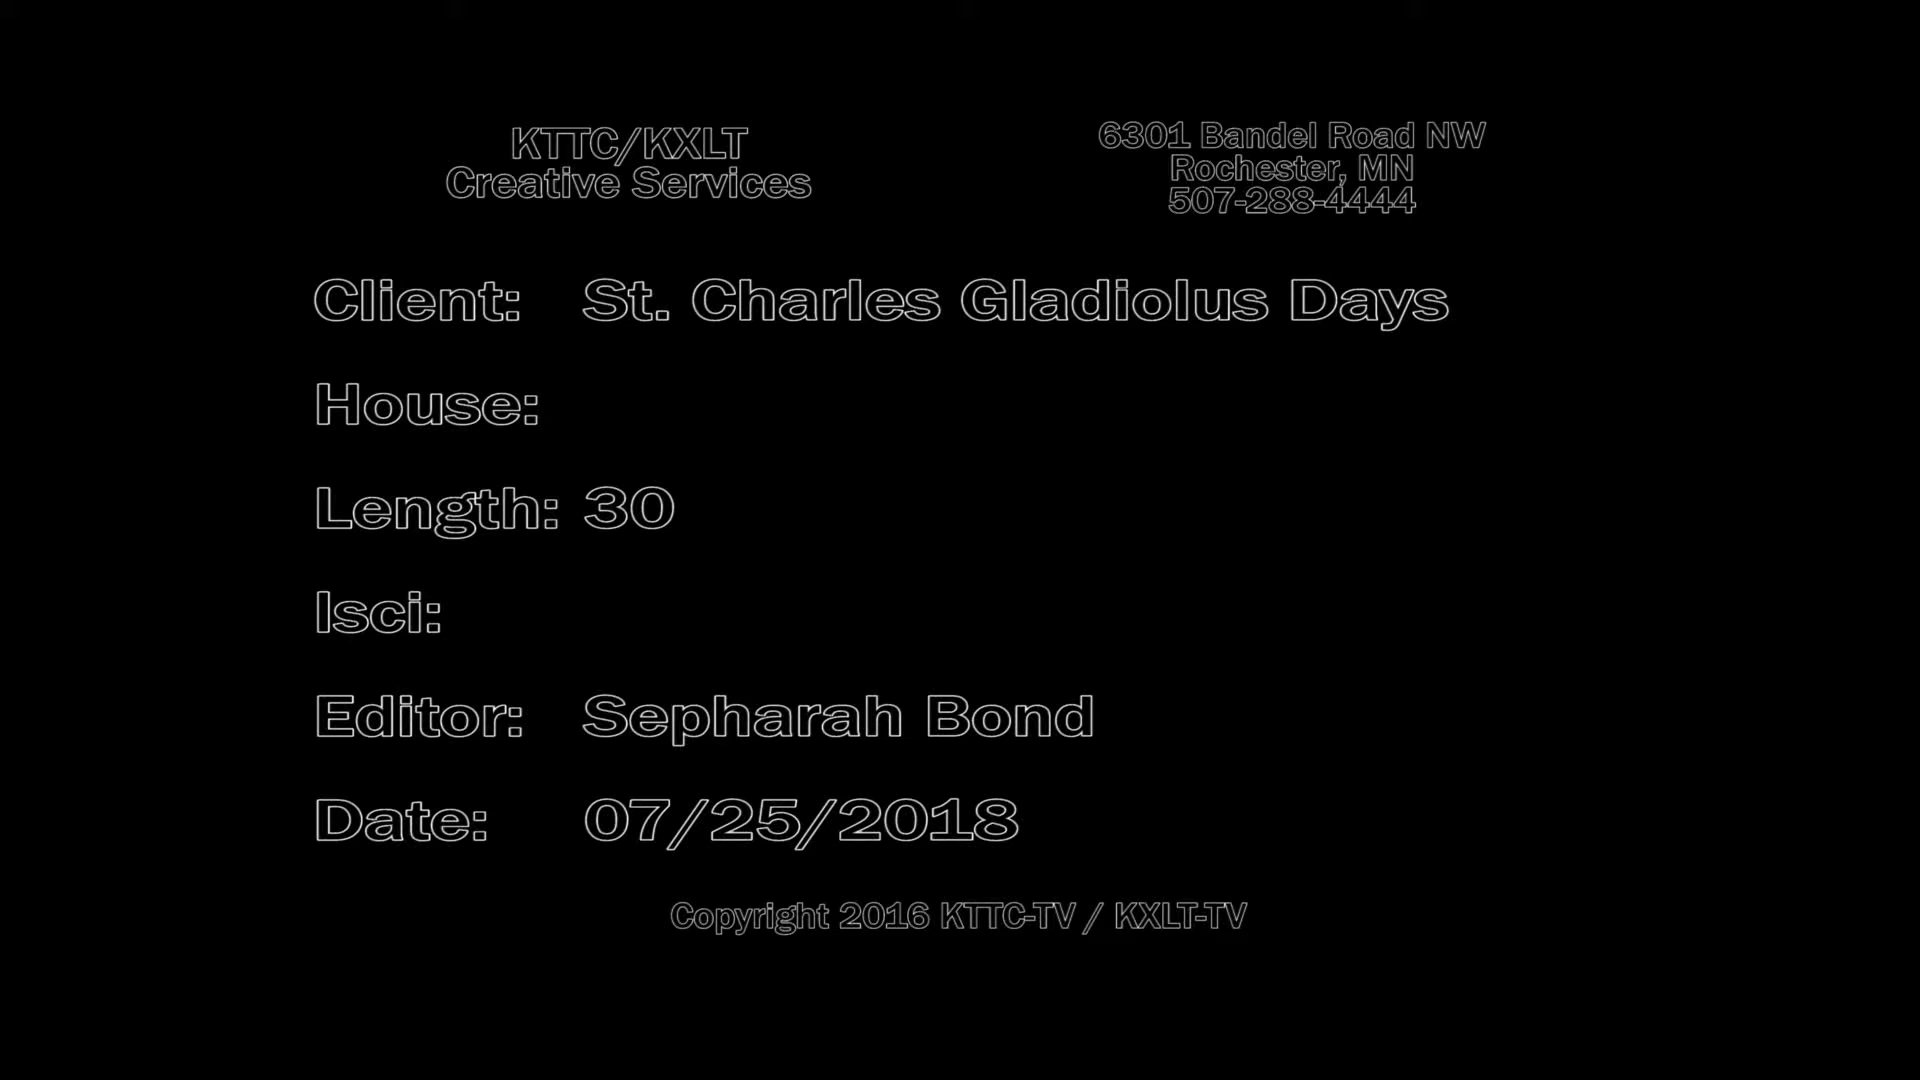 KTTC/KXLT
Creative Services
6301 Bandel Road NW
Rochester, MN
507-288-4444
Client: St. Charles Gladiolus Days
House:
Length: 30
Isci:
Editor: Sepharah Bond
Date: 07/25/2018
Copyright 2016 KTTC-TV / KXLT-TV